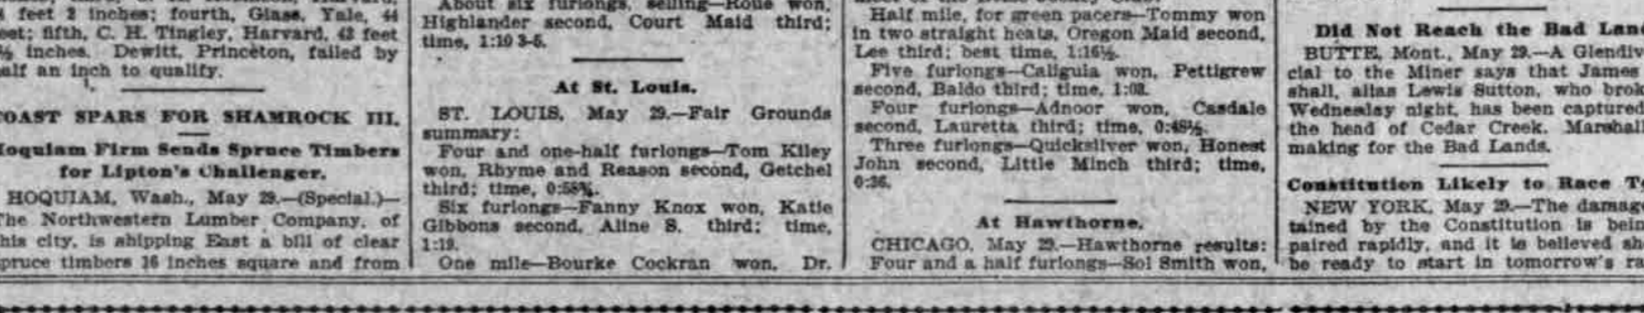 4 feet 2 inches; fourth, Glass, Yale, 44
feet; fifth, C. H. Tingley, Harvard, 43 feet
inches. Dewitt, Princeton, failed by
alf an inch to qualify.
OAST SPARS FOR SHAMROCK III.
Hoquiam Firm Sends Spruce Timbers
for Lipton's Challenger.
HOQUIAM, Wash., May 29.—(Special.)—
The Northwestern Lumber Company, of
this city, is shipping East a bill of clear
spruce timbers 16 inches square and from
About six furlongs, selling—Roue won,
Highlander second, Court Maid third;
time, 1:10 3-5.
At St. Louis.
ST. LOUIS, May 29.—Fair Grounds
summary:
Four and one-half furlongs—Tom Kiley
won, Rhyme and Reason second, Getchel
third; time,
Six furlongs—Fanny Knox won, Katie
Gibbons second, Aline S. third; time,
1:19.
One mile—Bourke Cockran won, Dr.
Half mile, for green pacers—Tommy won
in two straight heats, Oregon Maid second,
Lee third; best time, 1:16½.
Five furlongs—Caligula won, Pettigrew
second, Baldo third; time,
Four furlongs—Adnoor won, Casdale
second, Lauretta third; time, 0:48½.
Three furlongs—Quicksilver won, Honest
John second, Little Minch third; time,
0:36.
At Hawthorne.
CHICAGO, May 29.—Hawthorne results:
Four and a half furlongs—Sol Smith won,
Did Not Reach the Bad Lan
BUTTE, Mont., May 29.—A Glendiv
cial to the Miner says that James
shall, alias Lewis Sutton, who brok
Wednesday night, has been captured
the head of Cedar Creek. Marshall
making for the Bad Lands.
Constitution Likely to Race T
NEW YORK, May 29.—The damag
tained by the Constitution is bein
paired rapidly, and it is believed sh
be ready to start in tomorrow's ra